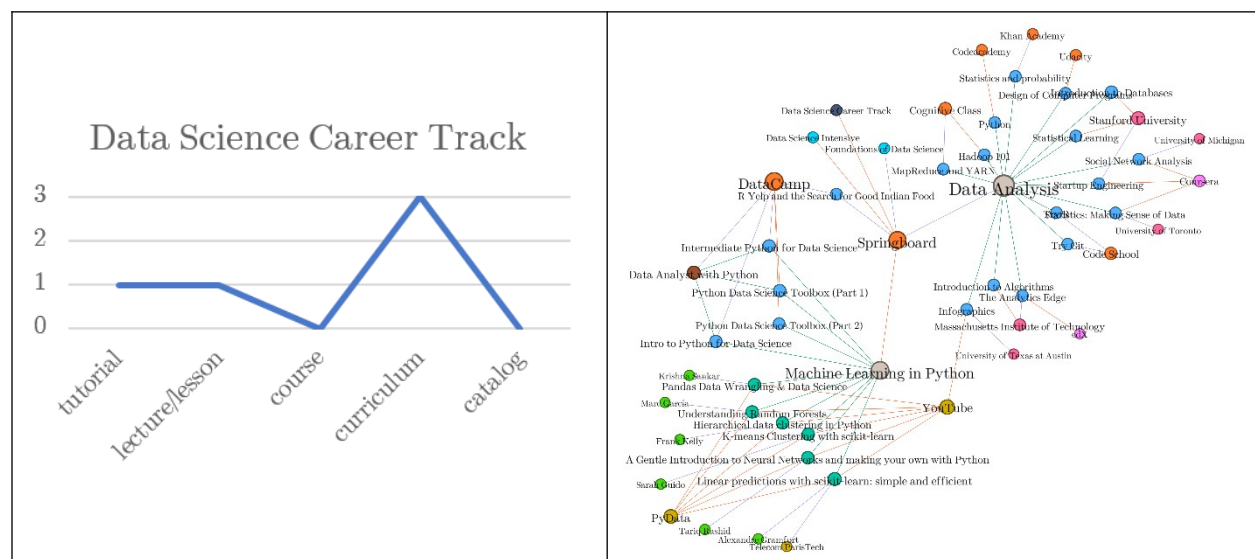 Data Science Career Track
3
2
1
0
tutorial
lecture/lesson
course
curriculum
catalog
Khan Academy
Codecademy
Udacity
Statistics and probability
Introduction to Databases
Design of Computer Programs
Data Science Career Track
Cognitive Class
Stanford University
Python
Data Science Intensive
Statistical Learning
University of Michigan
Foundations of Data Science
Hadoop 101
Social Network Analysis
MapReduce and YARN
DataCamp
Data Analysis
Startup Engineering
Coursera
R Yelp and the Search for Good Indian Food
Statistics: Making Sense of Data
University of Toronto
Springboard
Try Git
Intermediate Python for Data Science
Code School
Data Analyst with Python
Introduction to Algorithms
Python Data Science Toolbox (Part 1)
The Analytics Edge
Infographics
Python Data Science Toolbox (Part 2)
Massachusetts Institute of Technology
edX
Intro to Python for Data Science
University of Texas at Austin
Machine Learning in Python
Krishna Sankar
Pandas Data Wrangling & Data Science
Marc Garcia
YouTube
Understanding Random Forests
Hierarchical data clustering in Python
Frank Kelly
K-means Clustering with scikit-learn
A Gentle Introduction to Neural Networks and making your own with Python
Sarah Guido
Linear predictions with scikit-learn: simple and efficient
PyData
Tariq Rashid
Alexandre Gramfort
Telecom ParisTech